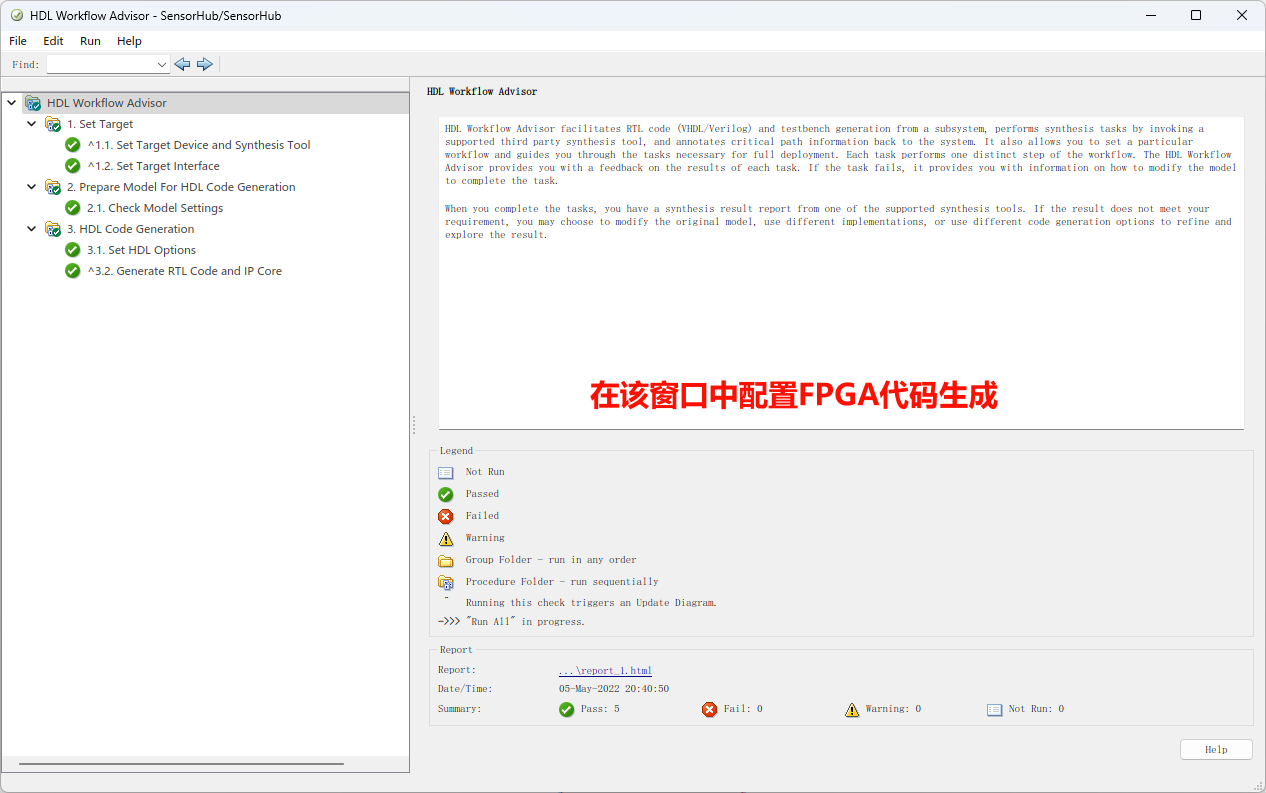 HDL Workflow Advisor - SensorHub/SensorHub
File Edit Run Help
Find:
HDL Workflow Advisor
1. Set Target
^1.1. Set Target Device and Synthesis Tool
^1.2. Set Target Interface
2. Prepare Model For HDL Code Generation
2.1. Check Model Settings
3. HDL Code Generation
3.1. Set HDL Options
^3.2. Generate RTL Code and IP Core
HDL Workflow Advisor
HDL Workflow Advisor facilitates RTL code (VHDL/Verilog) and testbench generation from a subsystem, performs synthesis tasks by invoking a
supported third party synthesis tool, and annotates critical path information back to the system. It also allows you to set a particular
workflow and guides you through the tasks necessary for full deployment. Each task performs one distinct step of the workflow. The HDL Workflow
Advisor provides you with a feedback on the results of each task. If the task fails, it provides you with information on how to modify the model
to complete the task.
When you complete the tasks, you have a synthesis result report from one of the supported synthesis tools. If the result does not meet your
requirement, you may choose to modify the original model, use different implementations, or use different code generation options to refine and
explore the result.
在该窗口中配置FPGA代码生成
Legend
Not Run
Passed
Failed
Warning
Group Folder - run in any order
Procedure Folder - run sequentially
^ Running this check triggers an Update Diagram.
->>> "Run All" in progress.
Report
Report: ...\report_1.html
Date/Time: 05-May-2022 20:40:50
Summary: Pass: 5 Fail: 0 Warning: 0 Not Run: 0
Help